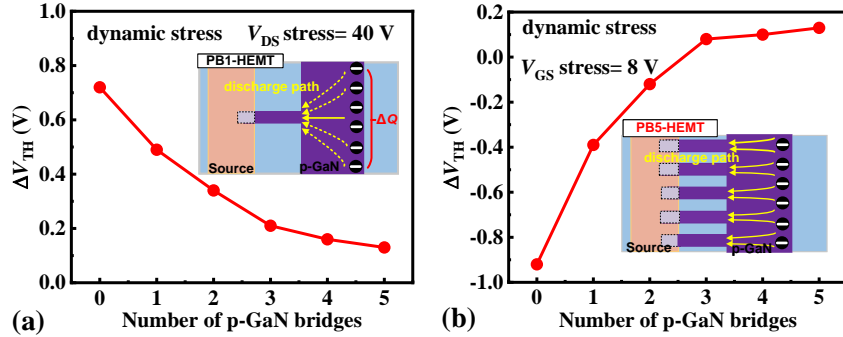 dynamic stress V_DS stress= 40 V
PB1-HEMT
discharge path
-ΔQ
Source
p-GaN
ΔV_TH (V)
1.0
0.8
0.6
0.4
0.2
0.0
0 1 2 3 4 5
Number of p-GaN bridges
(a)
dynamic stress
V_GS stress= 8 V
PB5-HEMT
discharge path
Source
p-GaN
ΔV_TH (V)
0.2
0.0
-0.2
-0.4
-0.6
-0.8
-1.0
0 1 2 3 4 5
Number of p-GaN bridges
(b)